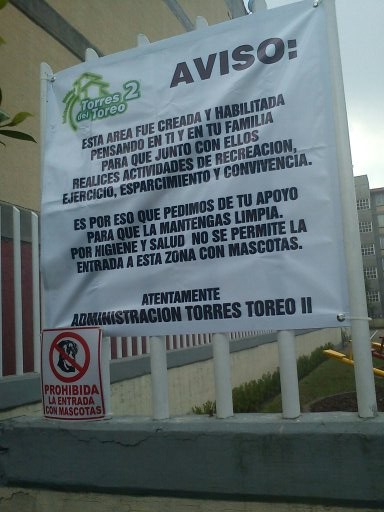 Torres 2
del Toreo
AVISO:
ESTA AREA FUE CREADA Y HABILITADA
PENSANDO EN TI Y EN TU FAMILIA
PARA QUE JUNTO CON ELLOS
REALICES ACTIVIDADES DE RECREACION,
EJERCICIO, ESPARCIMIENTO Y CONVIVENCIA.
ES POR ESO QUE PEDIMOS DE TU APOYO
PARA QUE LA MANTENGAS LIMPIA.
POR HIGIENE Y SALUD NO SE PERMITE LA
ENTRADA A ESTA ZONA CON MASCOTAS.
ATENTAMENTE
ADMINISTRACION TORRES TOREO II
PROHIBIDA
LA ENTRADA
CON MASCOTAS